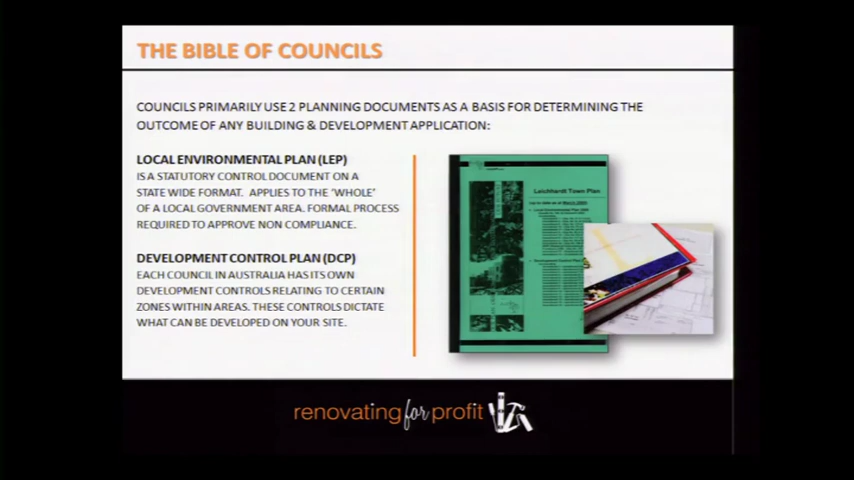 THE BIBLE OF COUNCILS
COUNCILS PRIMARILY USE 2 PLANNING DOCUMENTS AS A BASIS FOR DETERMINING THE
OUTCOME OF ANY BUILDING & DEVELOPMENT APPLICATION:
LOCAL ENVIRONMENTAL PLAN (LEP)
IS A STATUTORY CONTROL DOCUMENT ON A
STATE WIDE FORMAT. APPLIES TO THE 'WHOLE'
OF A LOCAL GOVERNMENT AREA. FORMAL PROCESS
REQUIRED TO APPROVE NON COMPLIANCE.
DEVELOPMENT CONTROL PLAN (DCP)
EACH COUNCIL IN AUSTRALIA HAS ITS OWN
DEVELOPMENT CONTROLS RELATING TO CERTAIN
ZONES WITHIN AREAS. THESE CONTROLS DICTATE
WHAT CAN BE DEVELOPED ON YOUR SITE.
Leichhardt Town Plan
renovating for profit